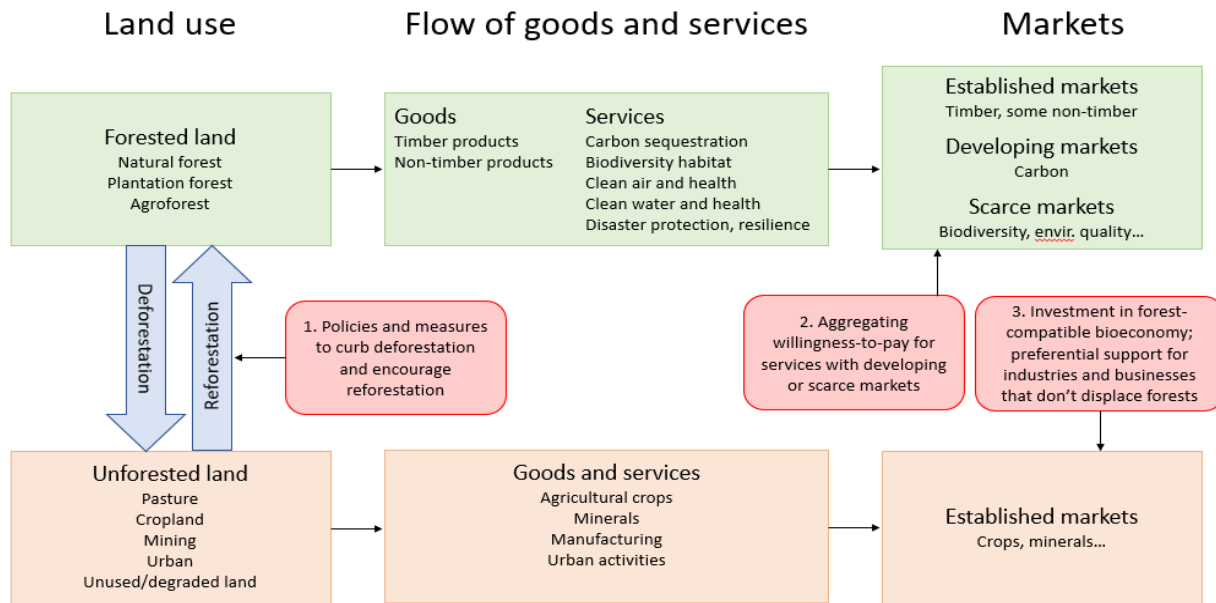 Land use
Flow of goods and services
Markets
Forested land
Natural forest
Plantation forest
Agroforest
Goods
Timber products
Non-timber products
Services
Carbon sequestration
Biodiversity habitat
Clean air and health
Clean water and health
Disaster protection, resilience
Established markets
Timber, some non-timber
Developing markets
Carbon
Scarce markets
Biodiversity, envir. quality…
Deforestation
Reforestation
1. Policies and measures
to curb deforestation
and encourage
reforestation
2. Aggregating
willingness-to-pay for
services with developing
or scarce markets
3. Investment in forest-
compatible bioeconomy;
preferential support for
industries and businesses
that don’t displace forests
Unforested land
Pasture
Cropland
Mining
Urban
Unused/degraded land
Goods and services
Agricultural crops
Minerals
Manufacturing
Urban activities
Established markets
Crops, minerals…